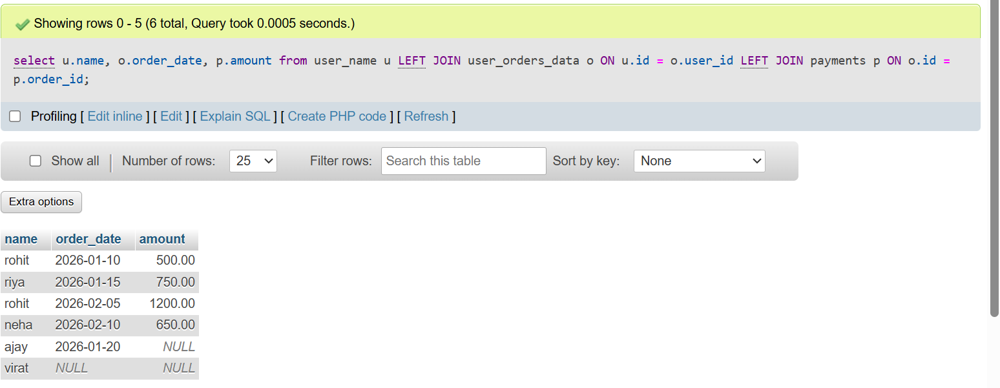 Showing rows 0 - 5 (6 total, Query took 0.0005 seconds.)
select u.name, o.order_date, p.amount from user_name u LEFT JOIN user_orders_data o ON u.id = o.user_id LEFT JOIN payments p ON o.id =
p.order_id;
Profiling [ Edit inline ] [ Edit ] [ Explain SQL ] [ Create PHP code ] [ Refresh ]
Show all | Number of rows: 25 Filter rows: Search this table Sort by key: None
Extra options
name order_date amount
rohit 2026-01-10 500.00
riya 2026-01-15 750.00
rohit 2026-02-05 1200.00
neha 2026-02-10 650.00
ajay 2026-01-20 NULL
virat NULL NULL